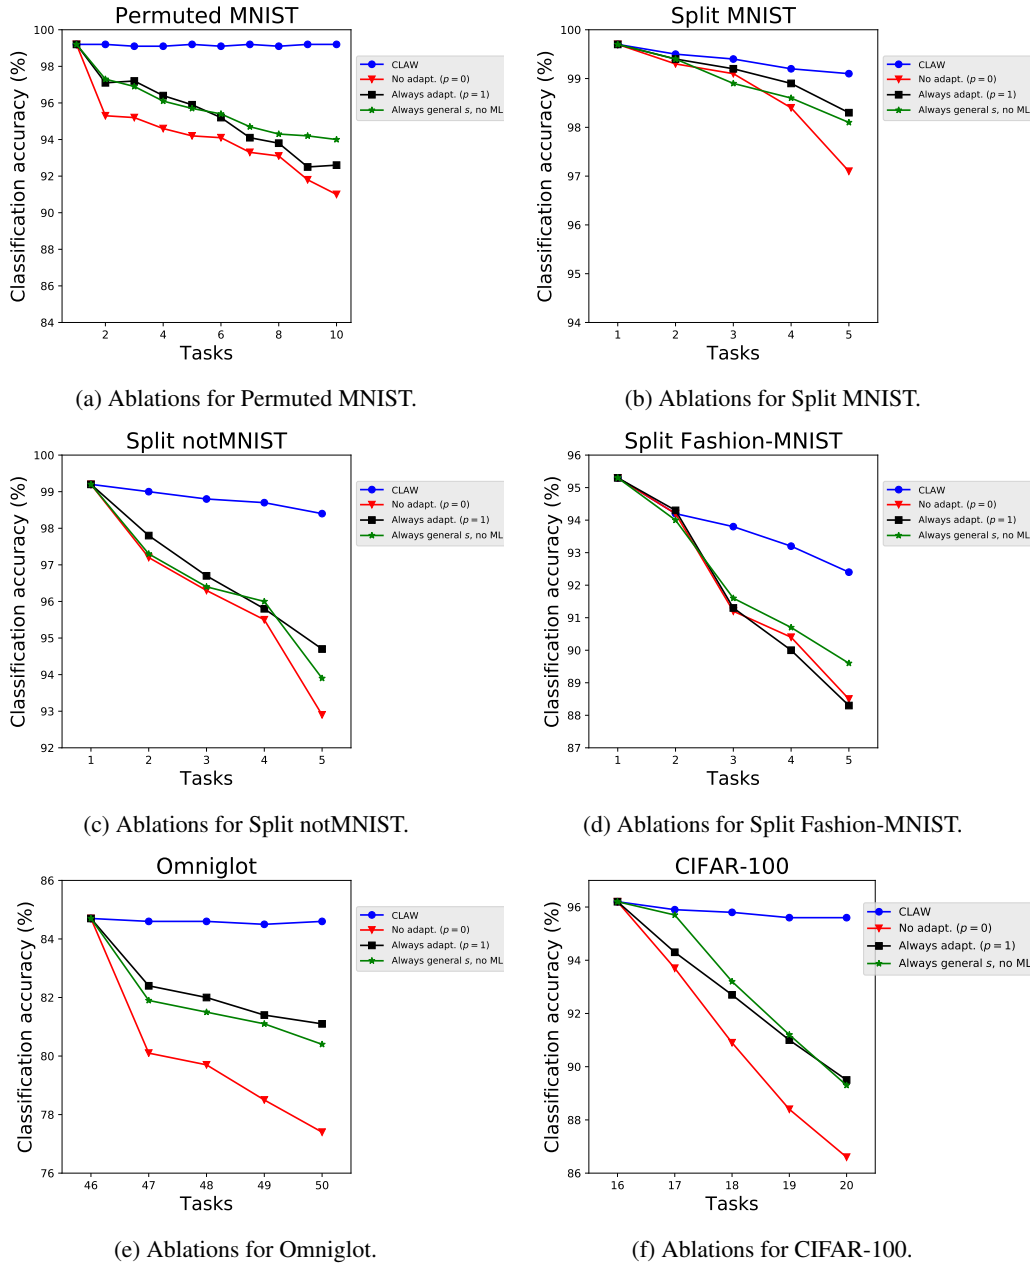 Permuted MNIST
Classification accuracy (%)
100
98
96
94
92
90
88
86
84
2
4
6
8
10
Tasks
CLAW
No adapt. (p = 0)
Always adapt. (p = 1)
Always general s, no ML
(a) Ablations for Permuted MNIST.
Split MNIST
Classification accuracy (%)
100
99
98
97
96
95
94
1
2
3
4
5
Tasks
CLAW
No adapt. (p = 0)
Always adapt. (p = 1)
Always general s, no ML
(b) Ablations for Split MNIST.
Split notMNIST
Classification accuracy (%)
100
99
98
97
96
95
94
93
92
1
2
3
4
5
Tasks
CLAW
No adapt. (p = 0)
Always adapt. (p = 1)
Always general s, no ML
(c) Ablations for Split notMNIST.
Split Fashion-MNIST
Classification accuracy (%)
96
95
94
93
92
91
90
89
88
87
1
2
3
4
5
Tasks
CLAW
No adapt. (p = 0)
Always adapt. (p = 1)
Always general s, no ML
(d) Ablations for Split Fashion-MNIST.
Omniglot
Classification accuracy (%)
86
84
82
80
78
76
46
47
48
49
50
Tasks
CLAW
No adapt. (p = 0)
Always adapt. (p = 1)
Always general s, no ML
(e) Ablations for Omniglot.
CIFAR-100
Classification accuracy (%)
96
94
92
90
88
86
16
17
18
19
20
Tasks
CLAW
No adapt. (p = 0)
Always adapt. (p = 1)
Always general s, no ML
(f) Ablations for CIFAR-100.